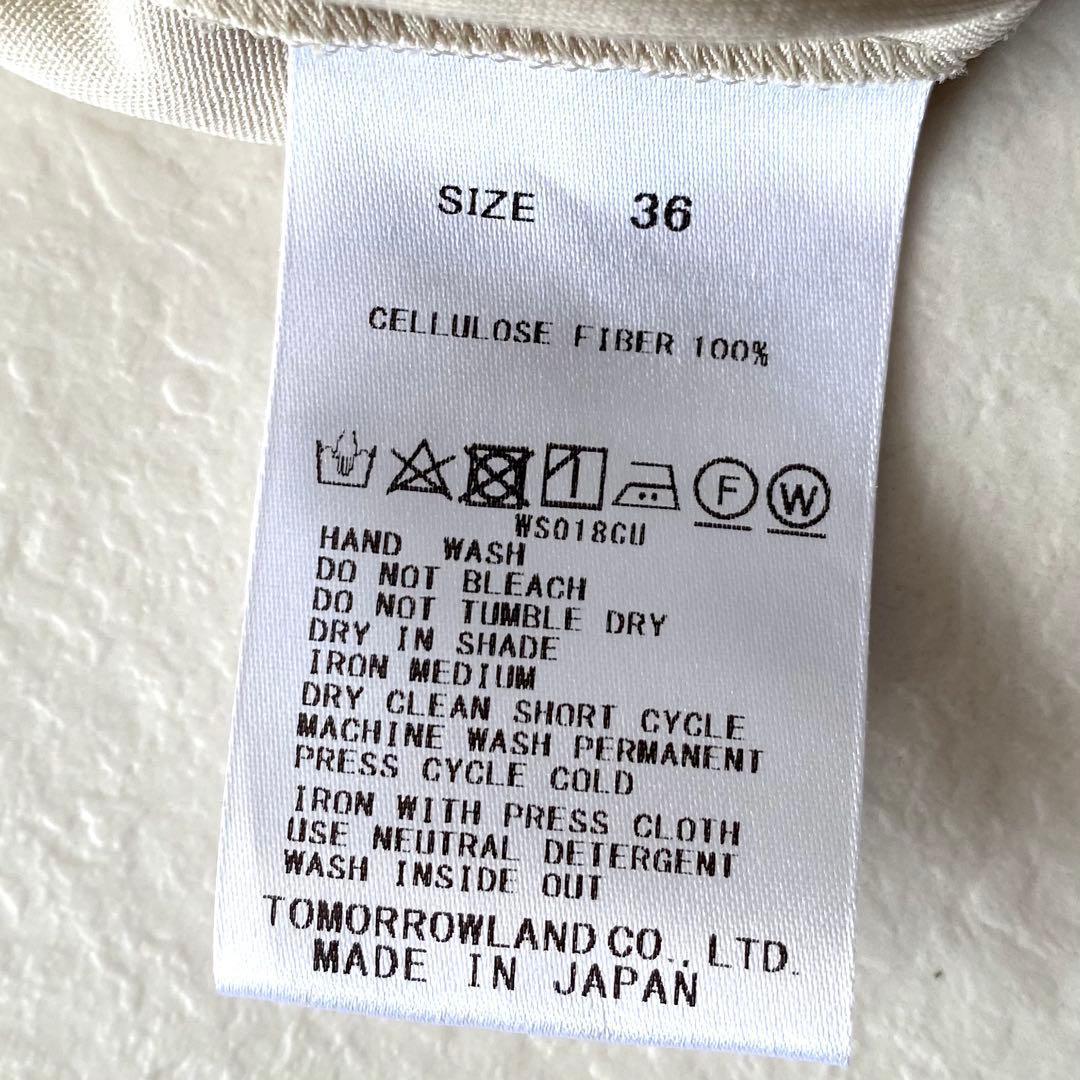 SIZE 36
CELLULOSE FIBER 100%
F W
WS018GU
HAND WASH
DO NOT BLEACH
DO NOT TUMBLE DRY
DRY IN SHADE
IRON MEDIUM
DRY CLEAN SHORT CYCLE
MACHINE WASH PERMANENT
PRESS CYCLE COLD
IRON WITH PRESS CLOTH
USE NEUTRAL DETERGENT
WASH INSIDE OUT
TOMORROWLAND CO., LTD.
MADE IN JAPAN